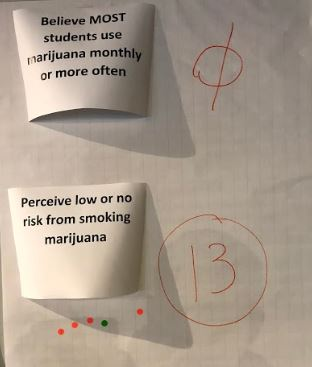 Believe MOST
students use
marijuana monthly
or more often
Ø
Perceive low or no
risk from smoking
marijuana
13